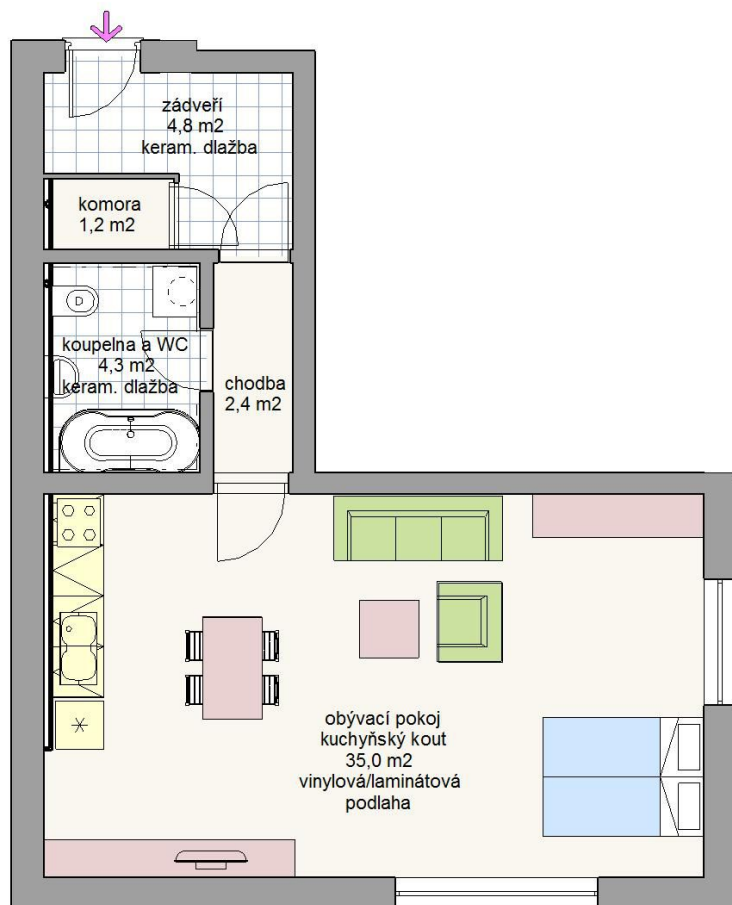 zádveří
4,8 m2
keram. dlažba
komora
1,2 m2
koupelna a WC
4,3 m2
keram. dlažba
chodba
2,4 m2
obývací pokoj
kuchyňský kout
35,0 m2
vinylová/laminátová
podlaha